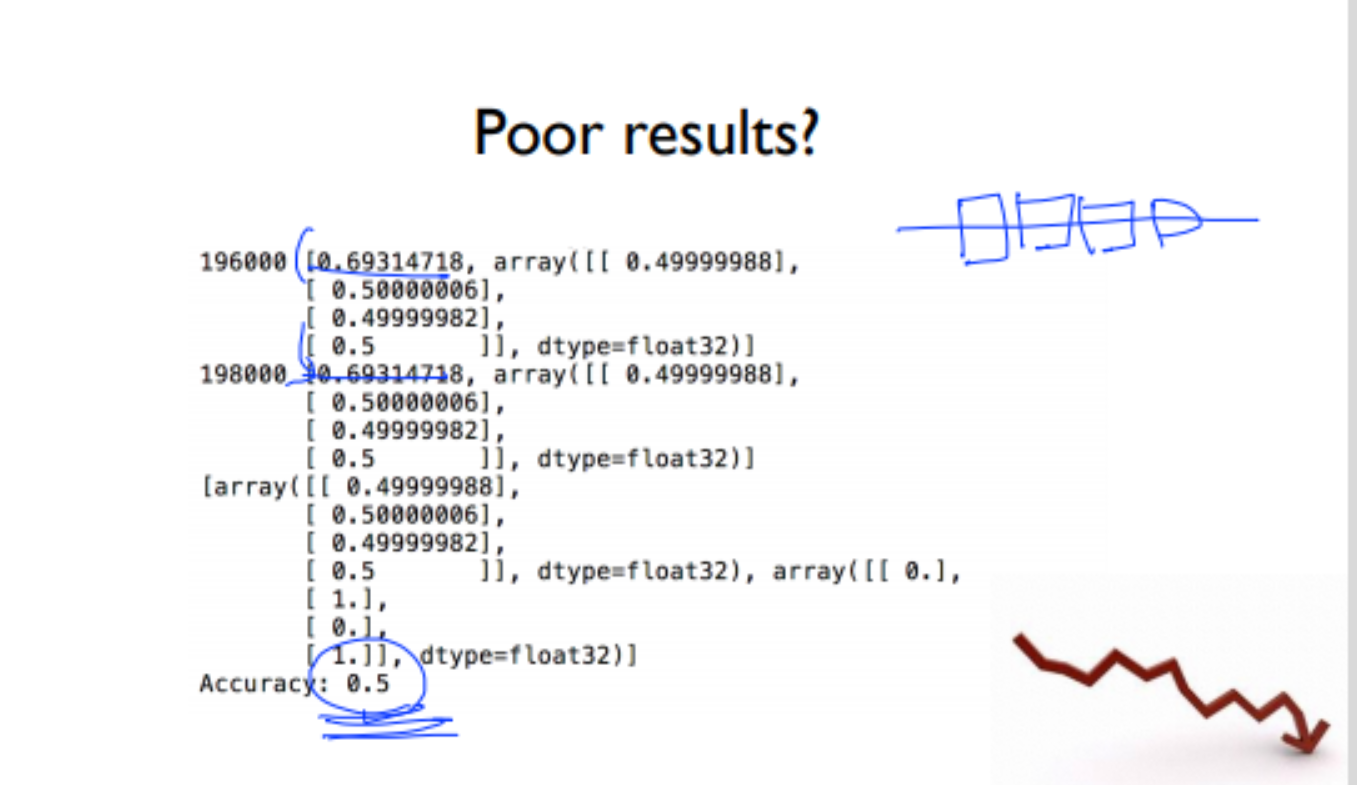 Poor results?
196000 [0.69314718, array([[ 0.49999988],
[ 0.50000006],
[ 0.49999982],
[ 0.5 ]], dtype=float32)]
198000 [0.69314718, array([[ 0.49999988],
[ 0.50000006],
[ 0.49999982],
[ 0.5 ]], dtype=float32)]
[array([[ 0.49999988],
[ 0.50000006],
[ 0.49999982],
[ 0.5 ]], dtype=float32), array([[ 0.],
[ 1.],
[ 0.],
[ 1.]], dtype=float32)]
Accuracy: 0.5